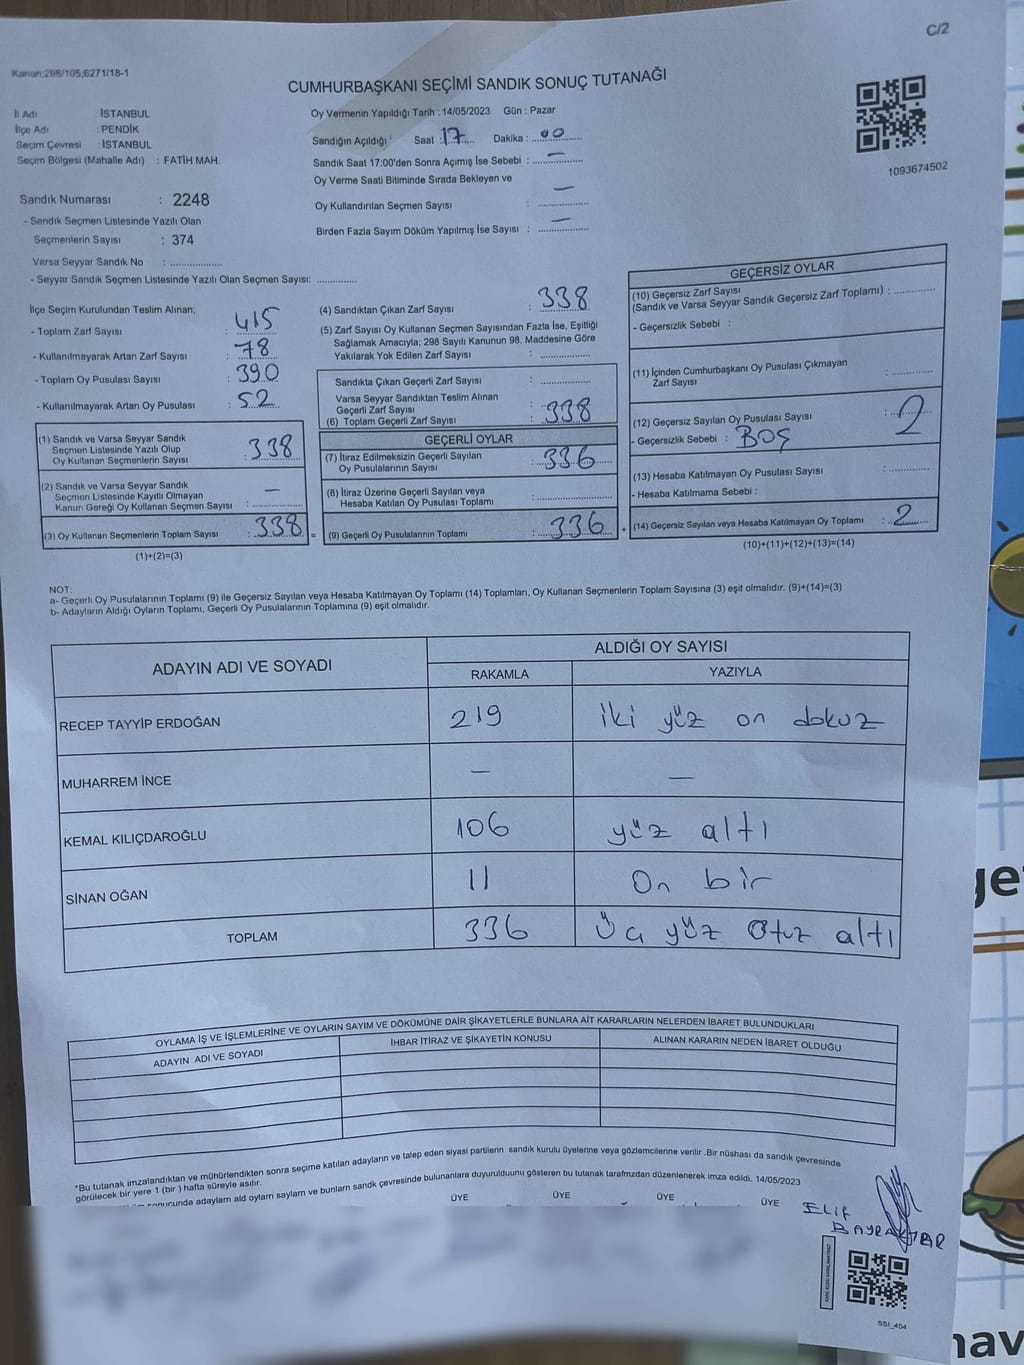 C/2
Kanun;298/105;6271/18-1
CUMHURBAŞKANI SEÇİMİ SANDIK SONUÇ TUTANAĞI
1093674502
İl Adı : İSTANBUL
İlçe Adı : PENDİK
Seçim Çevresi : İSTANBUL
Seçim Bölgesi (Mahalle Adı) : FATİH MAH.
Oy Vermenin Yapıldığı Tarih : 14/05/2023 Gün : Pazar
Sandığın Açıldığı Saat : 17 Dakika : 00
Sandık Saat 17:00'den Sonra Açımış İse Sebebi : —
Oy Verme Saati Bitiminde Sırada Bekleyen ve
Oy Kullandırılan Seçmen Sayısı : —
Birden Fazla Sayım Döküm Yapılmış İse Sayısı : —
Sandık Numarası : 2248
- Sandık Seçmen Listesinde Yazılı Olan
Seçmenlerin Sayısı : 374
Varsa Seyyar Sandık No :
- Seyyar Sandık Seçmen Listesinde Yazılı Olan Seçmen Sayısı:
İlçe Seçim Kurulundan Teslim Alınan;
- Toplam Zarf Sayısı : 415
- Kullanılmayarak Artan Zarf Sayısı : 78
- Toplam Oy Pusulası Sayısı : 390
- Kullanılmayarak Artan Oy Pusulası : 52
(1) Sandık ve Varsa Seyyar Sandık
Seçmen Listesinde Yazılı Olup
Oy Kullanan Seçmenlerin Sayısı : 338
(2) Sandık ve Varsa Seyyar Sandık
Seçmen Listesinde Kayıtlı Olmayan
Kanun Gereği Oy Kullanan Seçmen Sayısı : —
(3) Oy Kullanan Seçmenlerin Toplam Sayısı : 338
(1)+(2)=(3)
(4) Sandıktan Çıkan Zarf Sayısı : 338
(5) Zarf Sayısı Oy Kullanan Seçmen Sayısından Fazla İse, Eşitliği
Sağlamak Amacıyla; 298 Sayılı Kanunun 98. Maddesine Göre
Yakılarak Yok Edilen Zarf Sayısı :
Sandıkta Çıkan Geçerli Zarf Sayısı :
Varsa Seyyar Sandıktan Teslim Alınan
Geçerli Zarf Sayısı :
(6) Toplam Geçerli Zarf Sayısı : 338
GEÇERLİ OYLAR
(7) İtiraz Edilmeksizin Geçerli Sayılan
Oy Pusulalarının Sayısı : 336
(8) İtiraz Üzerine Geçerli Sayılan veya
Hesaba Katılan Oy Pusulası Toplamı :
= (9) Geçerli Oy Pusulalarının Toplamı : 336 +
GEÇERSİZ OYLAR
(10) Geçersiz Zarf Sayısı
(Sandık ve Varsa Seyyar Sandık Geçersiz Zarf Toplamı) :
- Geçersizlik Sebebi :
(11) İçinden Cumhurbaşkanı Oy Pusulası Çıkmayan
Zarf Sayısı :
(12) Geçersiz Sayılan Oy Pusulası Sayısı : 2
- Geçersizlik Sebebi : BOŞ
(13) Hesaba Katılmayan Oy Pusulası Sayısı :
- Hesaba Katılmama Sebebi :
(14) Geçersiz Sayılan veya Hesaba Katılmayan Oy Toplamı : 2
(10)+(11)+(12)+(13)=(14)
NOT:
a- Geçerli Oy Pusulalarının Toplamı (9) ile Geçersiz Sayılan veya Hesaba Katılmayan Oy Toplamı (14) Toplamları, Oy Kullanan Seçmenlerin Toplam Sayısına (3) eşit olmalıdır. (9)+(14)=(3)
b- Adayların Aldığı Oyların Toplamı, Geçerli Oy Pusulalarının Toplamına (9) eşit olmalıdır.
ADAYIN ADI VE SOYADI
ALDIĞI OY SAYISI
RAKAMLA YAZIYLA
RECEP TAYYİP ERDOĞAN 219 iki yüz on dokuz
MUHARREM İNCE — —
KEMAL KILIÇDAROĞLU 106 yüz altı
SİNAN OĞAN 11 On bir
TOPLAM 336 Üç yüz Otuz altı
OYLAMA İŞ VE İŞLEMLERİNE VE OYLARIN SAYIM VE DÖKÜMÜNE DAİR ŞİKAYETLERLE BUNLARA AİT KARARLARIN NELERDEN İBARET BULUNDUKLARI
ADAYIN ADI VE SOYADI İHBAR İTİRAZ VE ŞİKAYETİN KONUSU ALINAN KARARIN NEDEN İBARET OLDUĞU
*Bu tutanak imzalandıktan ve mühürlendikten sonra seçime katılan adayların ve talep eden siyasi partilerin sandık kurulu üyelerine veya gözlemcilerine verilir .Bir nüshası da sandık çevresinde
görülecek bir yere 1 (bir ) hafta süreyle asılır.
sonucunda adaylarn ald oylarn saylarn ve bunlarn sandk çevresinde bulunanlara duyurulduunu gösteren bu tutanak tarafmzdan düzenlenerek imza edildi. 14/05/2023
ÜYE ÜYE ÜYE ÜYE
ELİF
BAYRAKTAR
SSI_404
ge
nav